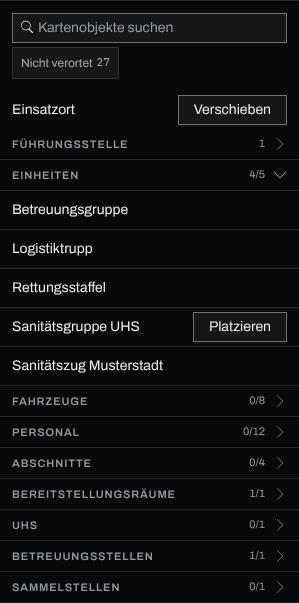 Kartenobjekte suchen
Nicht verortet 27
Einsatzort Verschieben
FÜHRUNGSSTELLE 1
EINHEITEN 4/5
Betreuungsgruppe
Logistiktrupp
Rettungsstaffel
Sanitätsgruppe UHS Platzieren
Sanitätszug Musterstadt
FAHRZEUGE 0/8
PERSONAL 0/12
ABSCHNITTE 0/4
BEREITSTELLUNGSRÄUME 1/1
UHS 0/1
BETREUUNGSSTELLEN 1/1
SAMMELSTELLEN 0/1